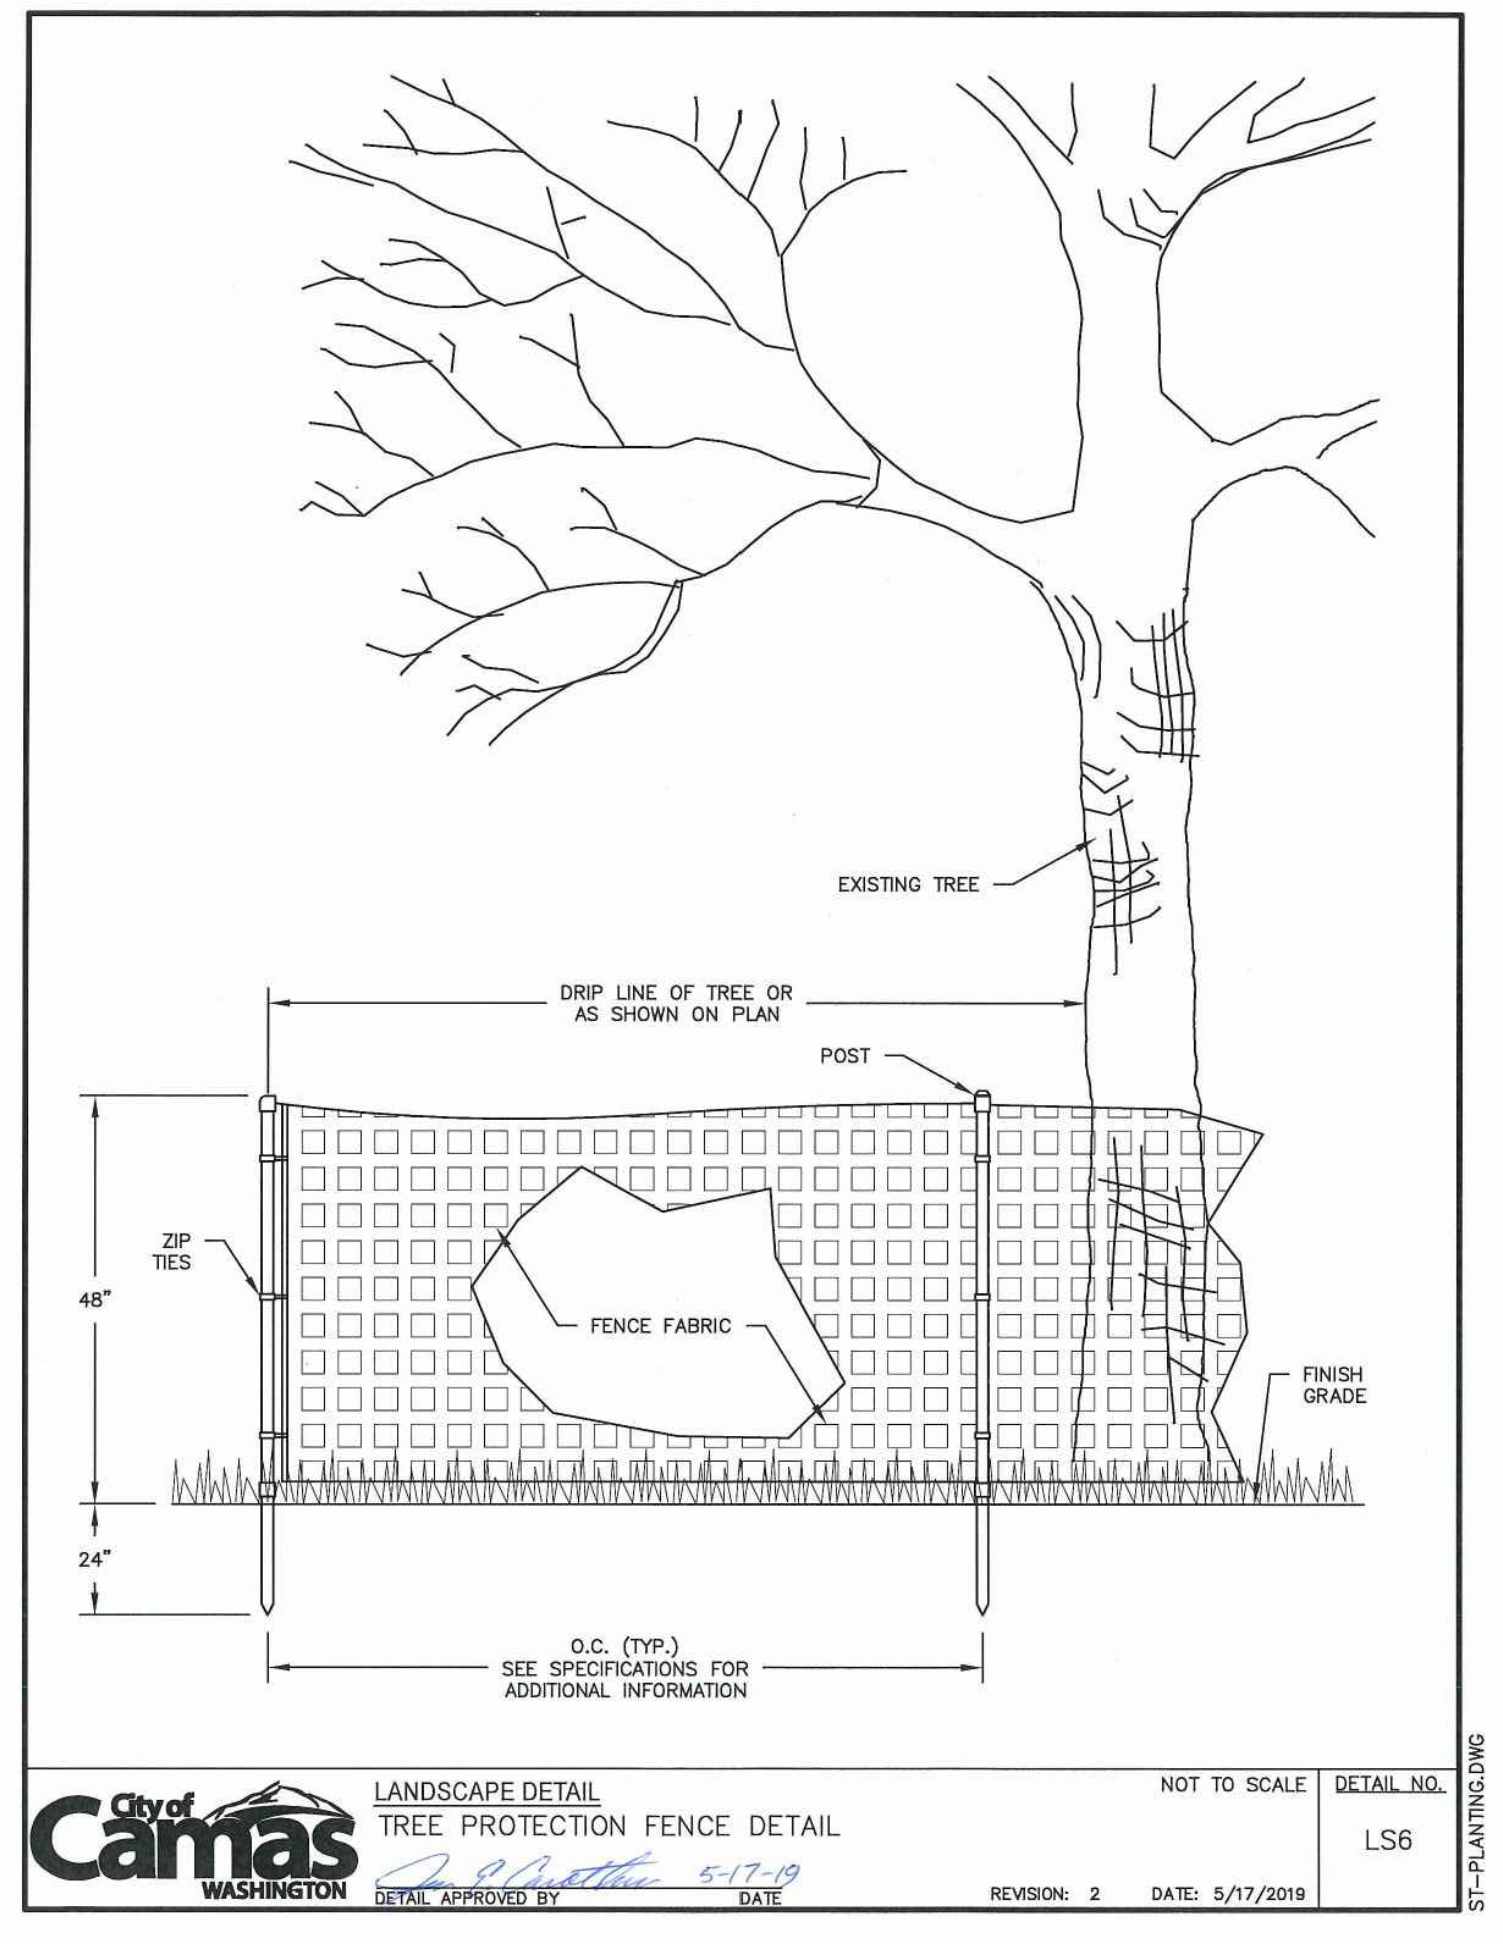 EXISTING TREE
DRIP LINE OF TREE OR
AS SHOWN ON PLAN
POST
ZIP
TIES
48"
FENCE FABRIC
FINISH
GRADE
24"
O.C. (TYP.)
SEE SPECIFICATIONS FOR
ADDITIONAL INFORMATION
City of
Camas
WASHINGTON
LANDSCAPE DETAIL
TREE PROTECTION FENCE DETAIL
5-17-19
DETAIL APPROVED BY DATE
NOT TO SCALE
REVISION: 2 DATE: 5/17/2019
DETAIL NO.
LS6
ST-PLANTING.DWG